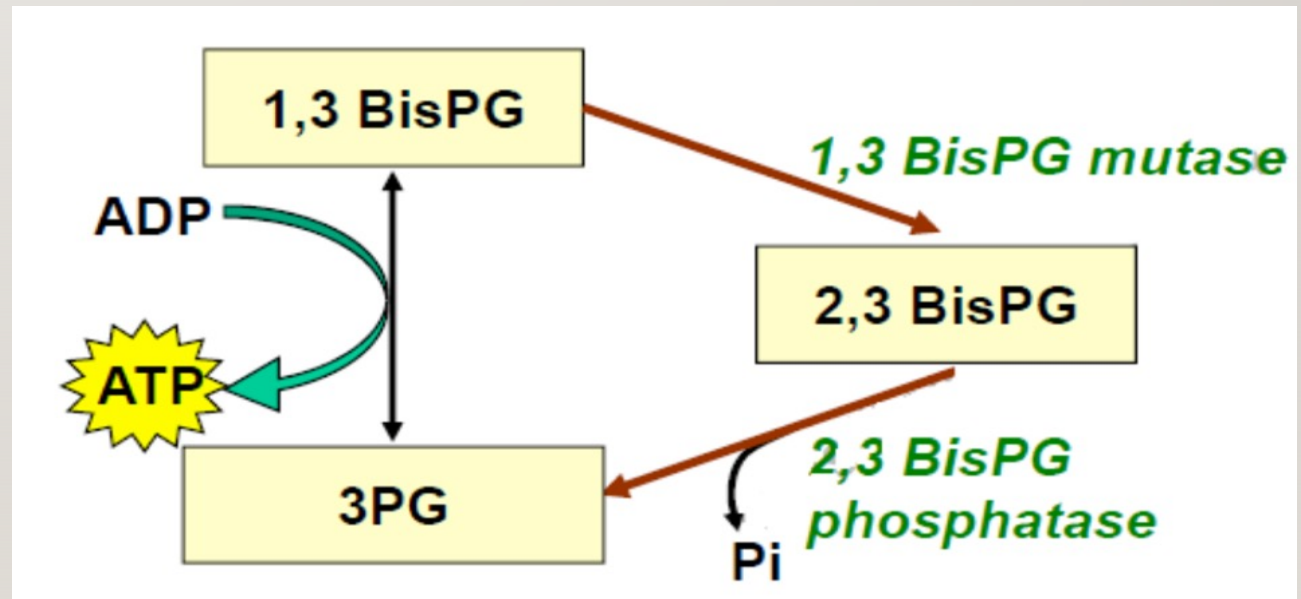 1,3 BisPG
1,3 BisPG mutase
ADP
2,3 BisPG
ATP
2,3 BisPG
phosphatase
3PG
Pi